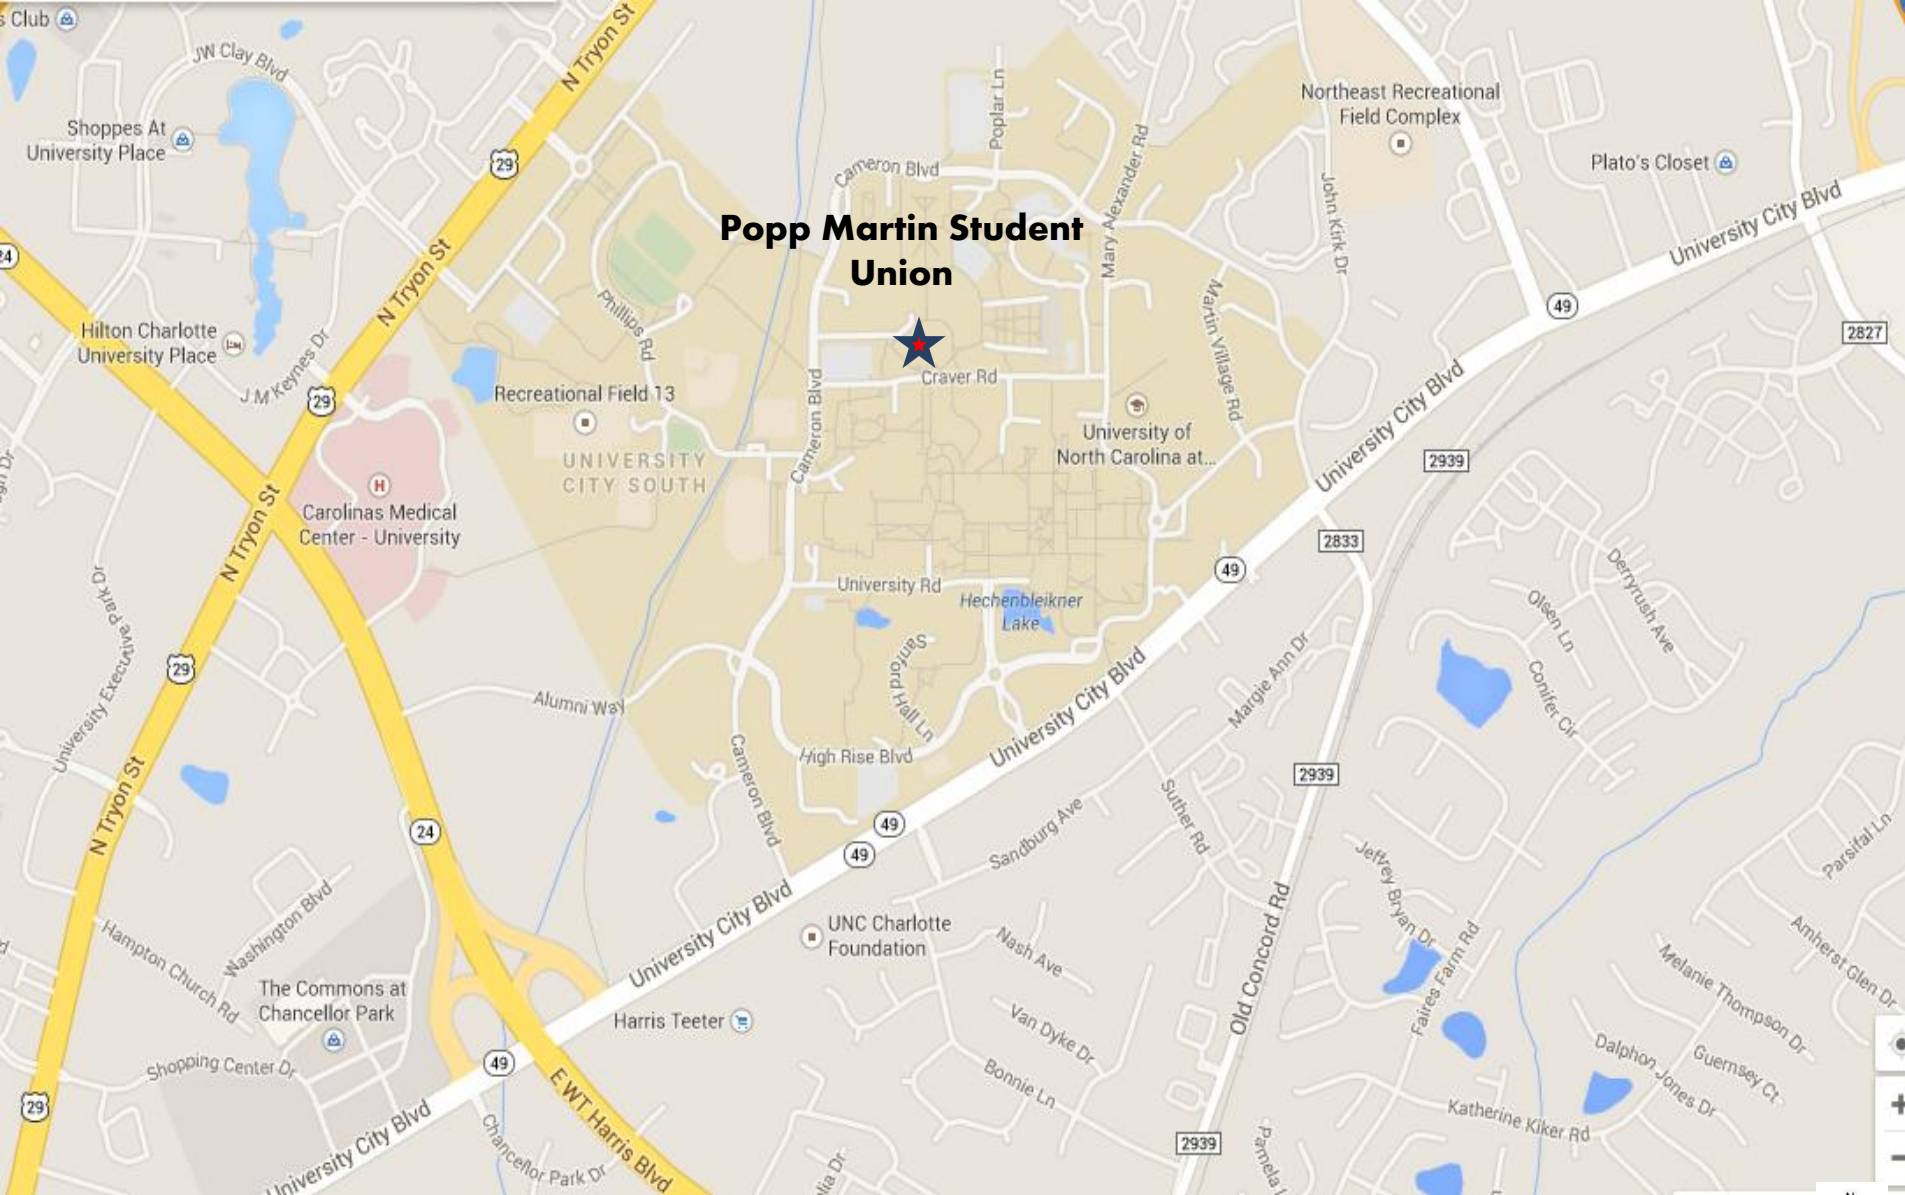 s Club
JW Clay Blvd
N Tryon St
Poplar Ln
Shoppes At
University Place
29
Cameron Blvd
Mary Alexander Rd
Northeast Recreational
Field Complex
Plato's Closet
John Kirk Dr
University City Blvd
Popp Martin Student
Union
24
N Tryon St
Phillips Rd
Martin Village Rd
49
2827
Hilton Charlotte
University Place
J M Keynes Dr
29
Recreational Field 13
Craver Rd
Cameron Blvd
University of
North Carolina at...
University City Blvd
2939
UNIVERSITY
CITY SOUTH
Carolinas Medical
Center - University
H
N Tryon St
2833
49
University Executive Park Dr
University Rd
Hechenbleikner
Lake
Derryrush Ave
Olsen Ln
Conifer Cir
29
Sanford Hall Ln
Margie Ann Dr
Alumni Way
University City Blvd
High Rise Blvd
Cameron Blvd
2939
N Tryon St
24
49
49
Sandburg Ave
Suther Rd
Jeffrey Bryan Dr
Parsifal Ln
Washington Blvd
Hampton Church Rd
University City Blvd
UNC Charlotte
Foundation
Nash Ave
Old Concord Rd
Faires Farm Rd
Amherst Glen Dr
Melanie Thompson Dr
The Commons at
Chancellor Park
Harris Teeter
Van Dyke Dr
Dalphon Jones Dr
Guernsey Ct
Shopping Center Dr
49
Bonnie Ln
E WT Harris Blvd
29
University City Blvd
Chancellor Park Dr
Katherine Kiker Rd
2939